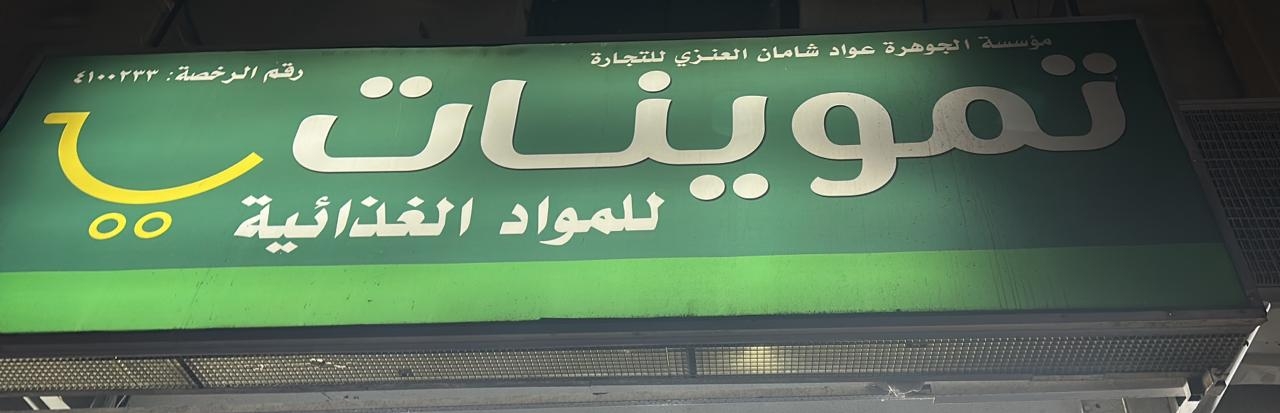 مؤسسة الجوهرة عواد شامان العنزي للتجارة
رقم الرخصة: ٤١٠٠٢٣٣
تموينات
للمواد الغذائية